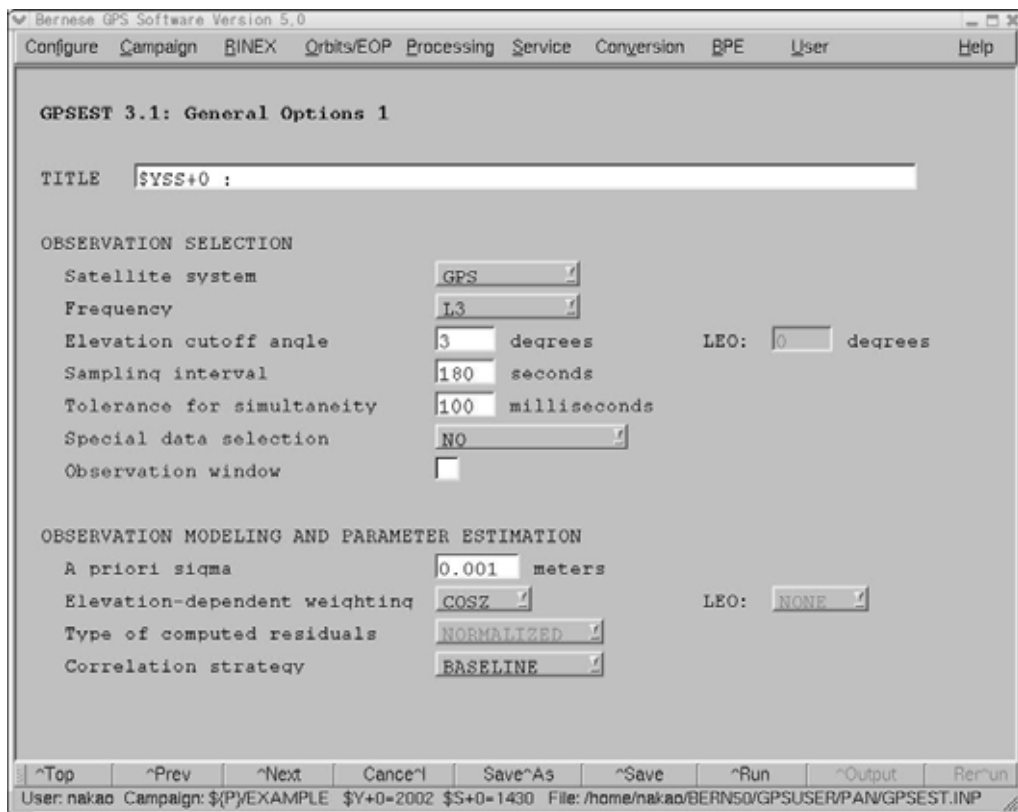 Bernese GPS Software Version 5.0
Configure Campaign RINEX Orbits/EOP Processing Service Conversion BPE User Help
GPSEST 3.1: General Options 1
TITLE $YSS+0 :
OBSERVATION SELECTION
Satellite system GPS
Frequency L3
Elevation cutoff angle 3 degrees LEO: 0 degrees
Sampling interval 180 seconds
Tolerance for simultaneity 100 milliseconds
Special data selection NO
Observation window
OBSERVATION MODELING AND PARAMETER ESTIMATION
A priori sigma 0.001 meters
Elevation-dependent weighting COSZ LEO: NONE
Type of computed residuals NORMALIZED
Correlation strategy BASELINE
^Top ^Prev ^Next Cance^l Save^As ^Save ^Run ^Output Rer^un
User: nakao Campaign: ${P}/EXAMPLE $Y+0=2002 $S+0=1430 File: /home/nakao/BERN50/GPSUSER/PAN/GPSEST.INP